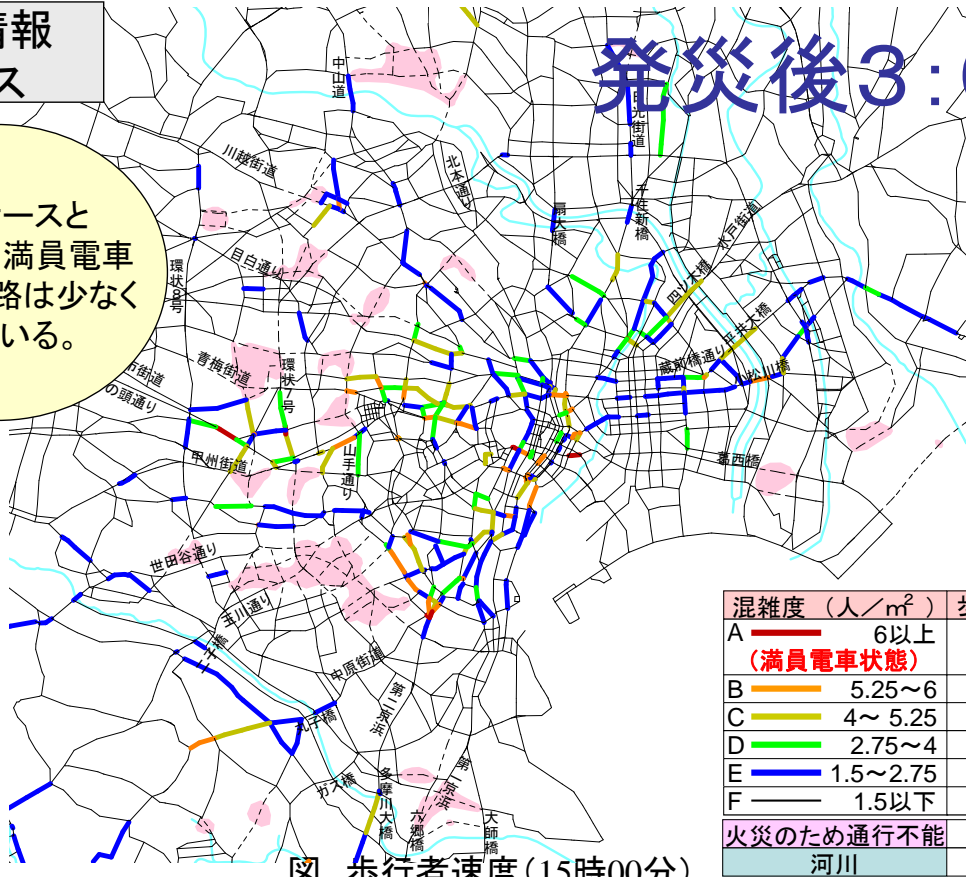 情報
ス
発災後3:
ースと
満員電車
路は少なく
いる。
中山道
日光街道
川越街道
北本通り
扇大橋
千住新橋
水戸街道
目白通り
環状8号
四ツ木橋
平井大橋
青梅街道
環状7号
蔵前橋通り
小松川橋
市街道
の頭通り
甲州街道
山手通り
葛西橋
世田谷通り
玉川通り
二子橋
中原街道
第二京浜
丸子橋
ガス橋
多摩川大橋
六郷橋
第一京浜
大師橋
混雑度 (人/m²)
A 6以上
(満員電車状態)
B 5.25~6
C 4~ 5.25
D 2.75~4
E 1.5~2.75
F 1.5以下
火災のため通行不能
河川
図 歩行者速度(15時00分)